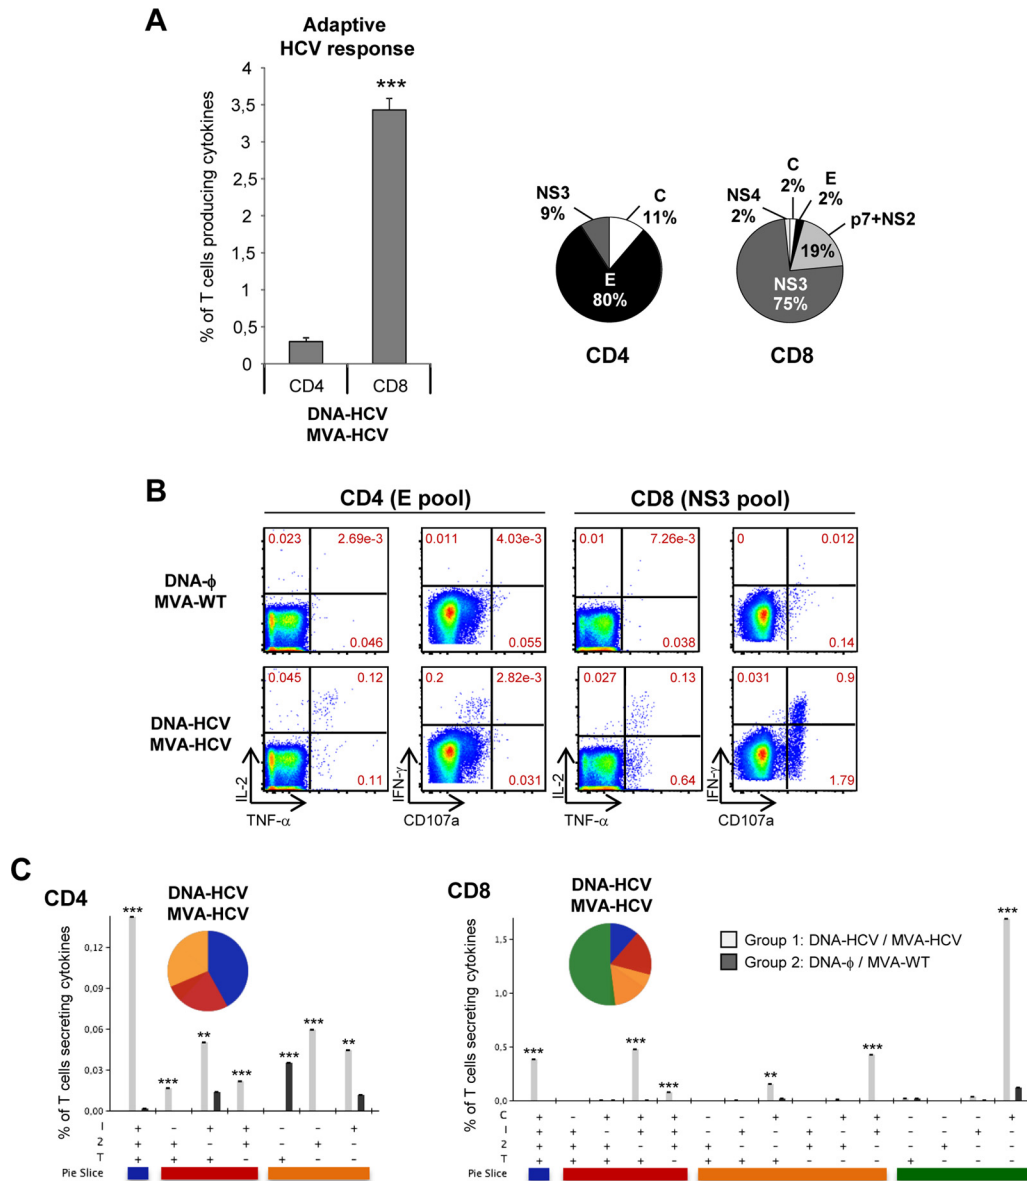 A
Adaptive
HCV response
% of T cells producing cytokines
4
3,5
3
2,5
2
1,5
1
0,5
0
***
CD4 CD8
DNA-HCV
MVA-HCV
NS3
9%
C
11%
E
80%
CD4
NS4
2%
C
2%
E
2%
p7+NS2
19%
NS3
75%
CD8
B
CD4 (E pool)
CD8 (NS3 pool)
DNA-ϕ
MVA-WT
0.023 2.69e-3
0.046
0.011 4.03e-3
0.055
0.01 7.26e-3
0.038
0 0.012
0.14
DNA-HCV
MVA-HCV
0.045 0.12
0.11
0.2 2.82e-3
0.031
0.027 0.13
0.64
0.031 0.9
1.79
IL-2
TNF-α
IFN-γ
CD107a
IL-2
TNF-α
IFN-γ
CD107a
C
CD4
DNA-HCV
MVA-HCV
% of T cells secreting cytokines
0,12
0,09
0,06
0,03
0,00
*** *** ** *** *** *** **
I + - + + - - +
2 + + - + - + -
T + + + - + - -
Pie Slice
CD8
DNA-HCV
MVA-HCV
Group 1: DNA-HCV / MVA-HCV
Group 2: DNA-ϕ / MVA-WT
% of T cells secreting cytokines
1,5
1,0
0,5
0,0
*** *** *** ** *** ***
C + - + + + - - + - + + - - - +
I + + - + + - + - + - + - - + -
2 + + + - + + - - + + - - + - -
T + + + + - + + + - - - + - - -
Pie Slice